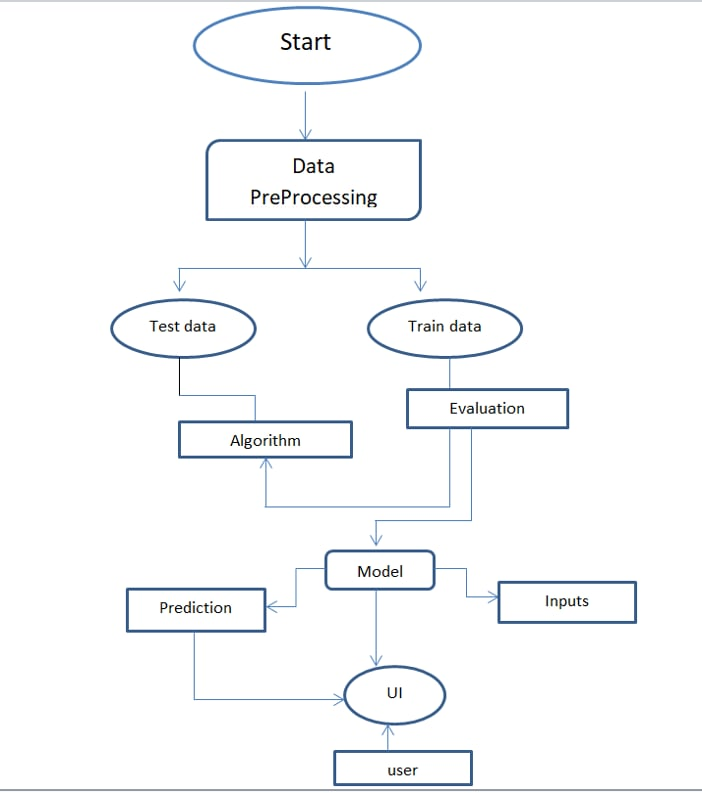 Start
Data
PreProcessing
Test data
Train data
Evaluation
Algorithm
Model
Prediction
Inputs
UI
user